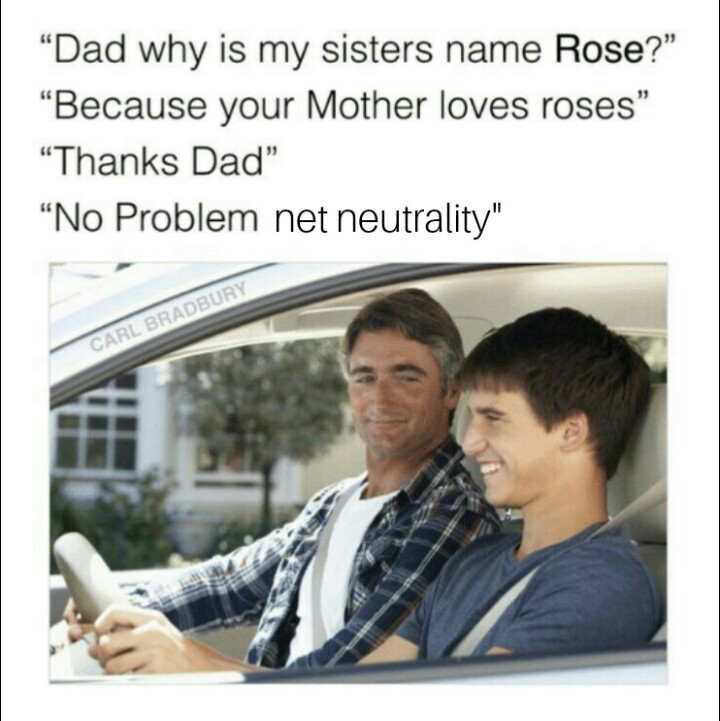 “Dad why is my sisters name Rose?”
“Because your Mother loves roses”
“Thanks Dad”
“No Problem net neutrality"
CARL BRADBURY